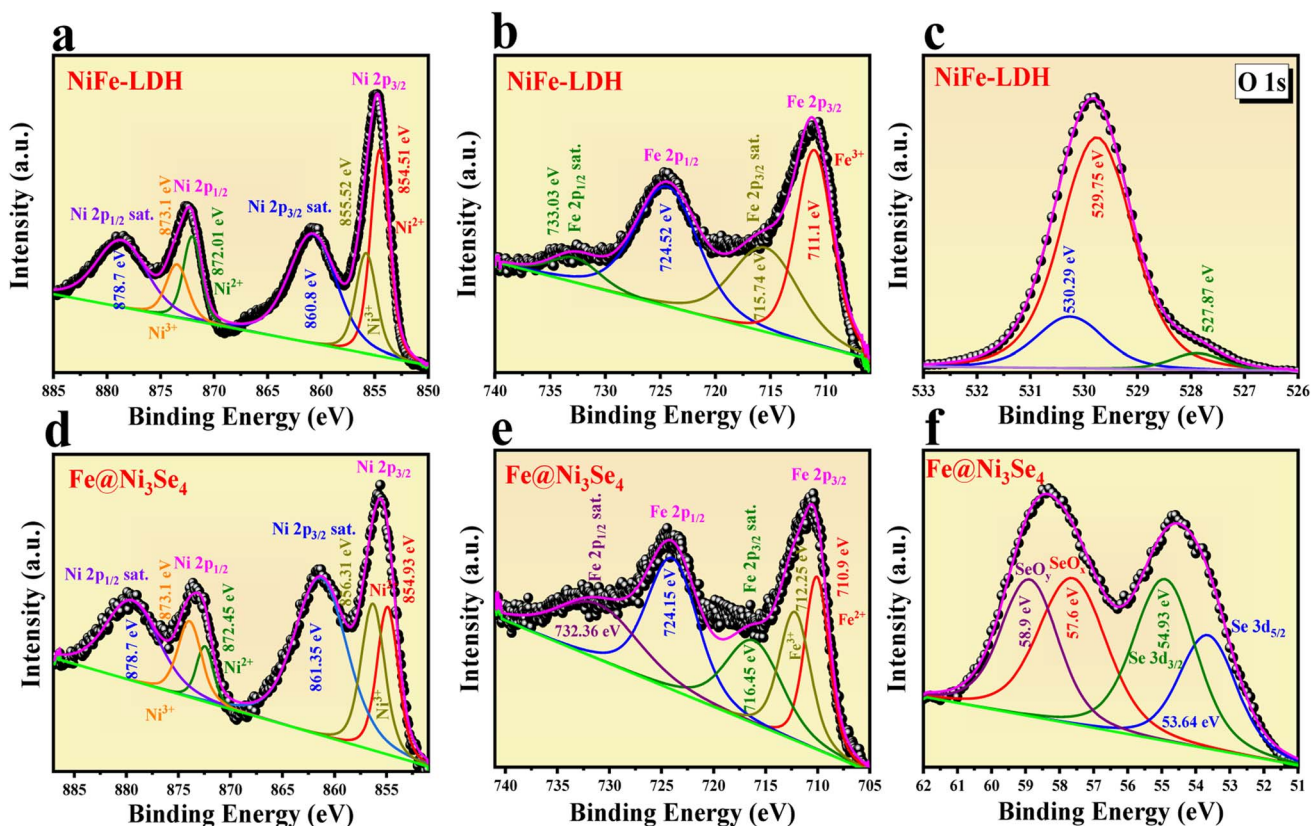 a
NiFe-LDH
Ni 2p3/2
Ni 2p1/2
Ni 2p1/2 sat.
Ni 2p3/2 sat.
878.7 eV
873.1 eV
872.01 eV
Ni2+
Ni3+
860.8 eV
855.52 eV
Ni3+
854.51 eV
Ni2+
Intensity (a.u.)
885 880 875 870 865 860 855 850
Binding Energy (eV)
b
NiFe-LDH
Fe 2p3/2
Fe3+
Fe 2p1/2
Fe 2p1/2 sat.
733.03 eV
724.52 eV
Fe 2p3/2 sat.
715.74 eV
711.1 eV
Intensity (a.u.)
740 730 720 710
Binding Energy (eV)
c
NiFe-LDH
O 1s
529.75 eV
530.29 eV
527.87 eV
Intensity (a.u.)
533 532 531 530 529 528 527 526
Binding Energy (eV)
d
Fe@Ni3Se4
Ni 2p3/2
Ni 2p3/2 sat.
Ni 2p1/2
Ni 2p1/2 sat.
878.7 eV
873.1 eV
872.45 eV
Ni2+
Ni3+
861.35 eV
856.31 eV
Ni3+
854.93 eV
Intensity (a.u.)
885 880 875 870 865 860 855
Binding Energy (eV)
e
Fe@Ni3Se4
Fe 2p3/2
Fe 2p1/2
Fe 2p1/2 sat.
732.36 eV
724.15 eV
Fe 2p3/2 sat.
716.45 eV
712.25 eV
Fe3+
710.9 eV
Fe2+
Intensity (a.u.)
740 735 730 725 720 715 710 705
Binding Energy (eV)
f
Fe@Ni3Se4
SeOy
58.9 eV
SeOx
57.6 eV
54.93 eV
Se 3d3/2
Se 3d5/2
53.64 eV
Intensity (a.u.)
62 61 60 59 58 57 56 55 54 53 52 51
Binding Energy (eV)